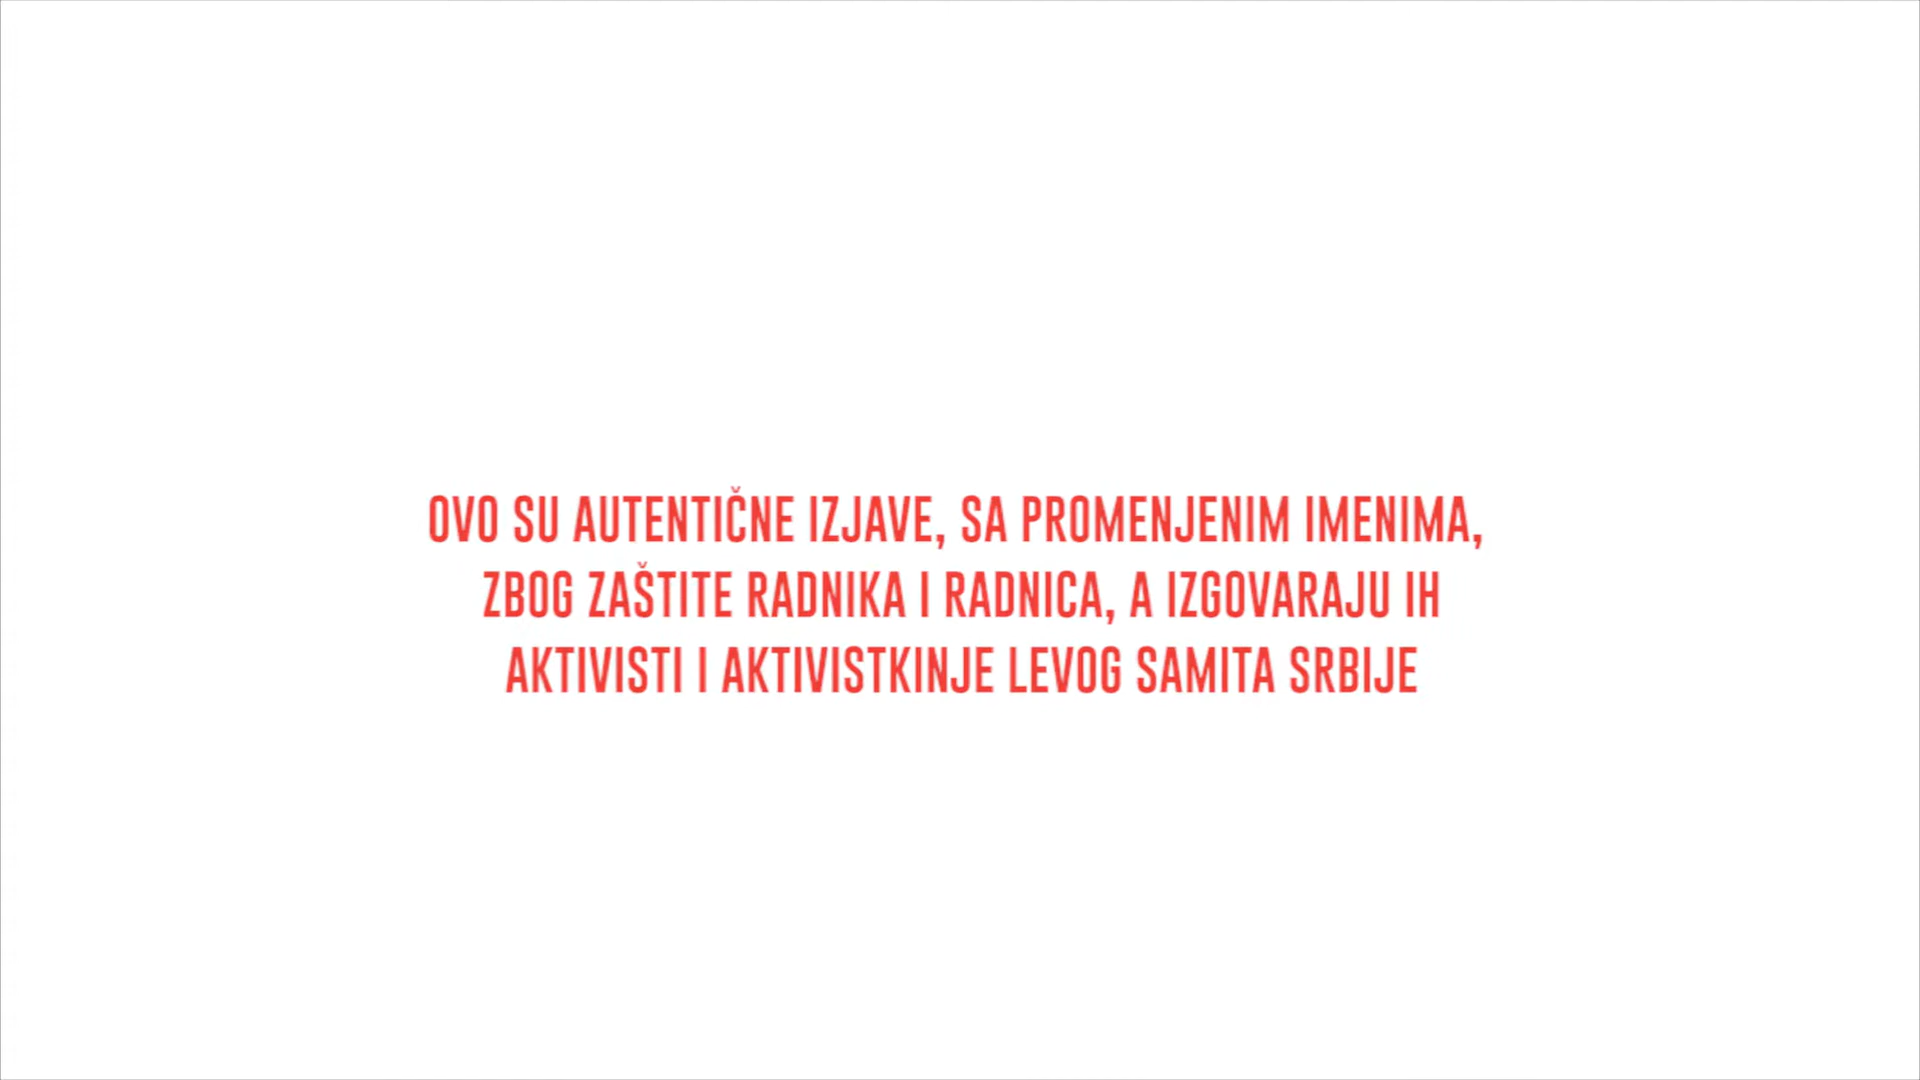 OVO SU AUTENTIČNE IZJAVE, SA PROMENJENIM IMENIMA,
ZBOG ZAŠTITE RADNIKA I RADNICA, A IZGOVARAJU IH
AKTIVISTI I AKTIVISTKINJE LEVOG SAMITA SRBIJE